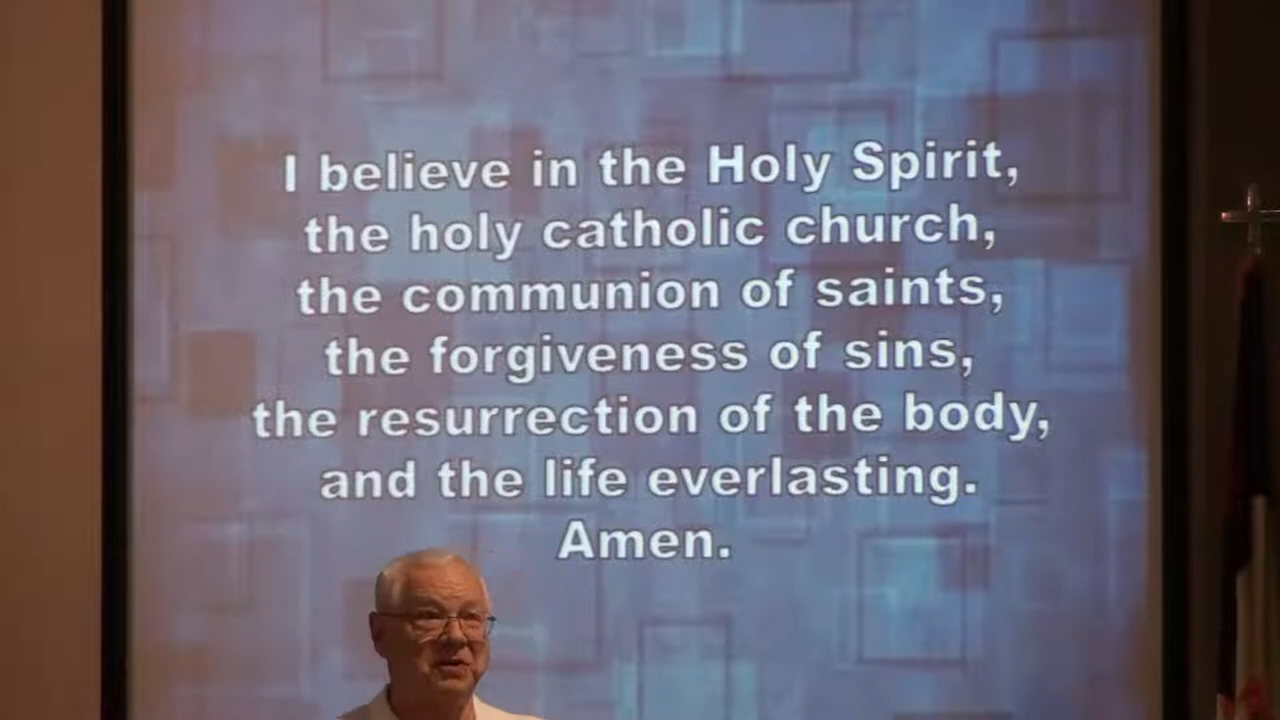 I believe in the Holy Spirit,
the holy catholic church,
the communion of saints,
the forgiveness of sins,
the resurrection of the body,
and the life everlasting.
Amen.